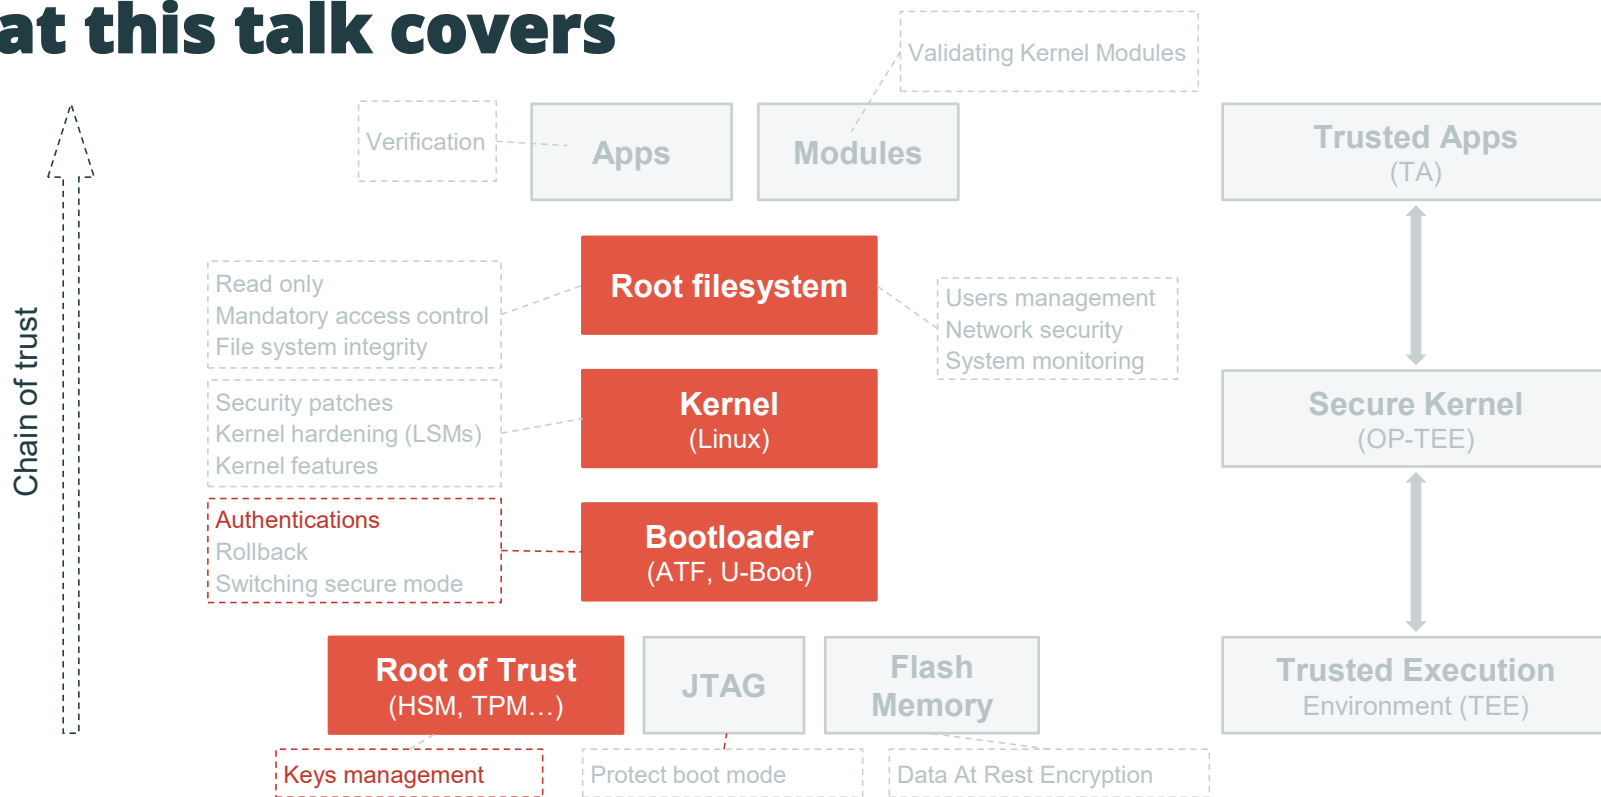 at this talk covers
Validating Kernel Modules
Verification
Apps
Modules
Trusted Apps
(TA)
Chain of trust
Read only
Mandatory access control
File system integrity
Root filesystem
Users management
Network security
System monitoring
Security patches
Kernel hardening (LSMs)
Kernel features
Kernel
(Linux)
Secure Kernel
(OP-TEE)
Authentications
Rollback
Switching secure mode
Bootloader
(ATF, U-Boot)
Root of Trust
(HSM, TPM…)
JTAG
Flash
Memory
Trusted Execution
Environment (TEE)
Keys management
Protect boot mode
Data At Rest Encryption